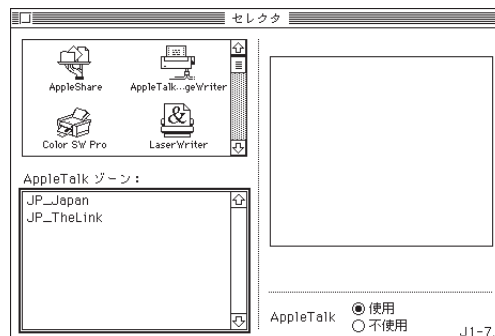 セレクタ
AppleShare
AppleTalk...geWriter
Color SW Pro
LaserWriter
&
AppleTalk ゾーン：
JP_Japan
JP_TheLink
AppleTalk
使用
不使用
J1-7.